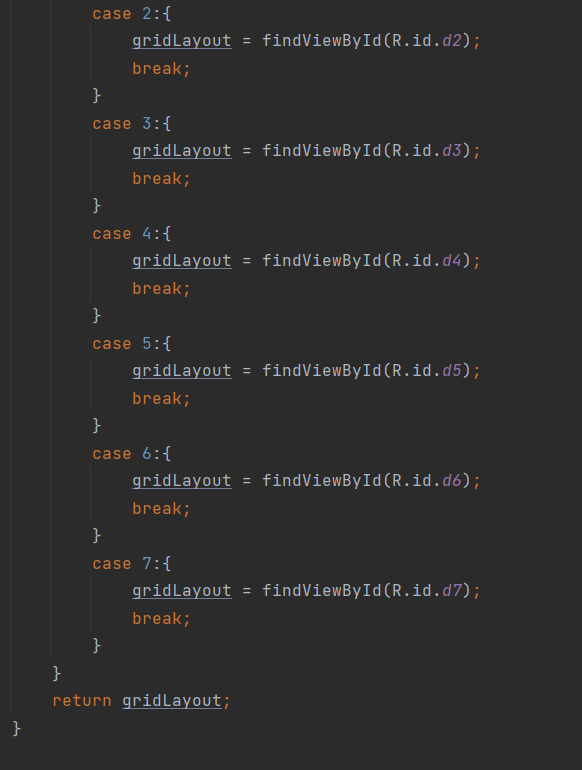 case 2:{
gridLayout = findViewById(R.id.d2);
break;
}
case 3:{
gridLayout = findViewById(R.id.d3);
break;
}
case 4:{
gridLayout = findViewById(R.id.d4);
break;
}
case 5:{
gridLayout = findViewById(R.id.d5);
break;
}
case 6:{
gridLayout = findViewById(R.id.d6);
break;
}
case 7:{
gridLayout = findViewById(R.id.d7);
break;
}
}
return gridLayout;
}